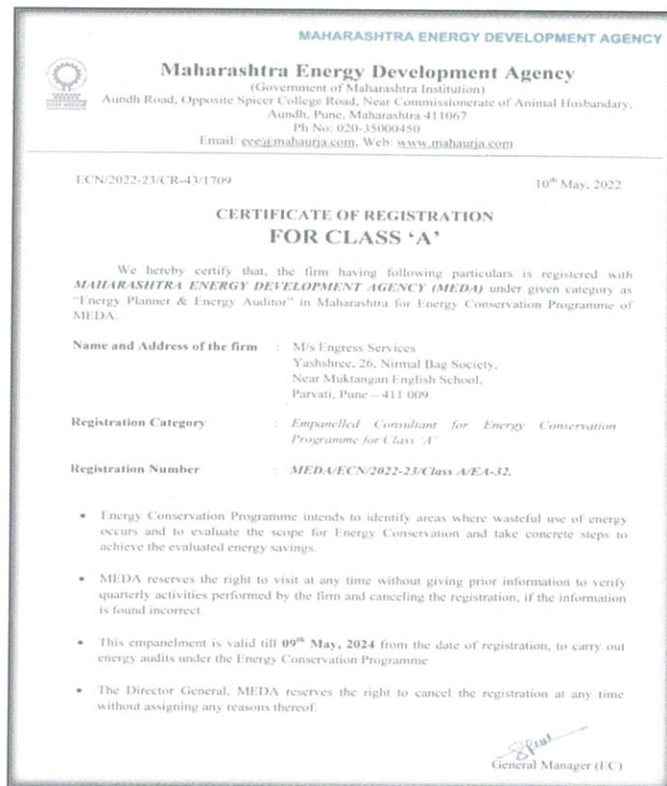 MAHARASHTRA ENERGY DEVELOPMENT AGENCY
Maharashtra Energy Development Agency
(Government of Maharashtra Institution)
Aundh Road, Opposite Spicer College Road, Near Commissionerate of Animal Husbandary,
Aundh, Pune, Maharashtra 411067
Ph No: 020-35000450
Email: eee@mahaurja.com, Web: www.mahaurja.com
ECN/2022-23/CR-43/1709
10th May, 2022
CERTIFICATE OF REGISTRATION
FOR CLASS ‘A’
We hereby certify that, the firm having following particulars is registered with
MAHARASHTRA ENERGY DEVELOPMENT AGENCY (MEDA) under given category as
“Energy Planner & Energy Auditor” in Maharashtra for Energy Conservation Programme of
MEDA.
Name and Address of the firm : M/s Engress Services
Yashshree, 26, Nirmal Bag Society,
Near Muktangan English School,
Parvati, Pune – 411 009.
Registration Category : Empanelled Consultant for Energy Conservation
Programme for Class ‘A’
Registration Number : MEDA/ECN/2022-23/Class A/EA-32.
• Energy Conservation Programme intends to identify areas where wasteful use of energy
occurs and to evaluate the scope for Energy Conservation and take concrete steps to
achieve the evaluated energy savings.
• MEDA reserves the right to visit at any time without giving prior information to verify
quarterly activities performed by the firm and canceling the registration, if the information
is found incorrect.
• This empanelment is valid till 09th May, 2024 from the date of registration, to carry out
energy audits under the Energy Conservation Programme
• The Director General, MEDA reserves the right to cancel the registration at any time
without assigning any reasons thereof.
General Manager (EC)